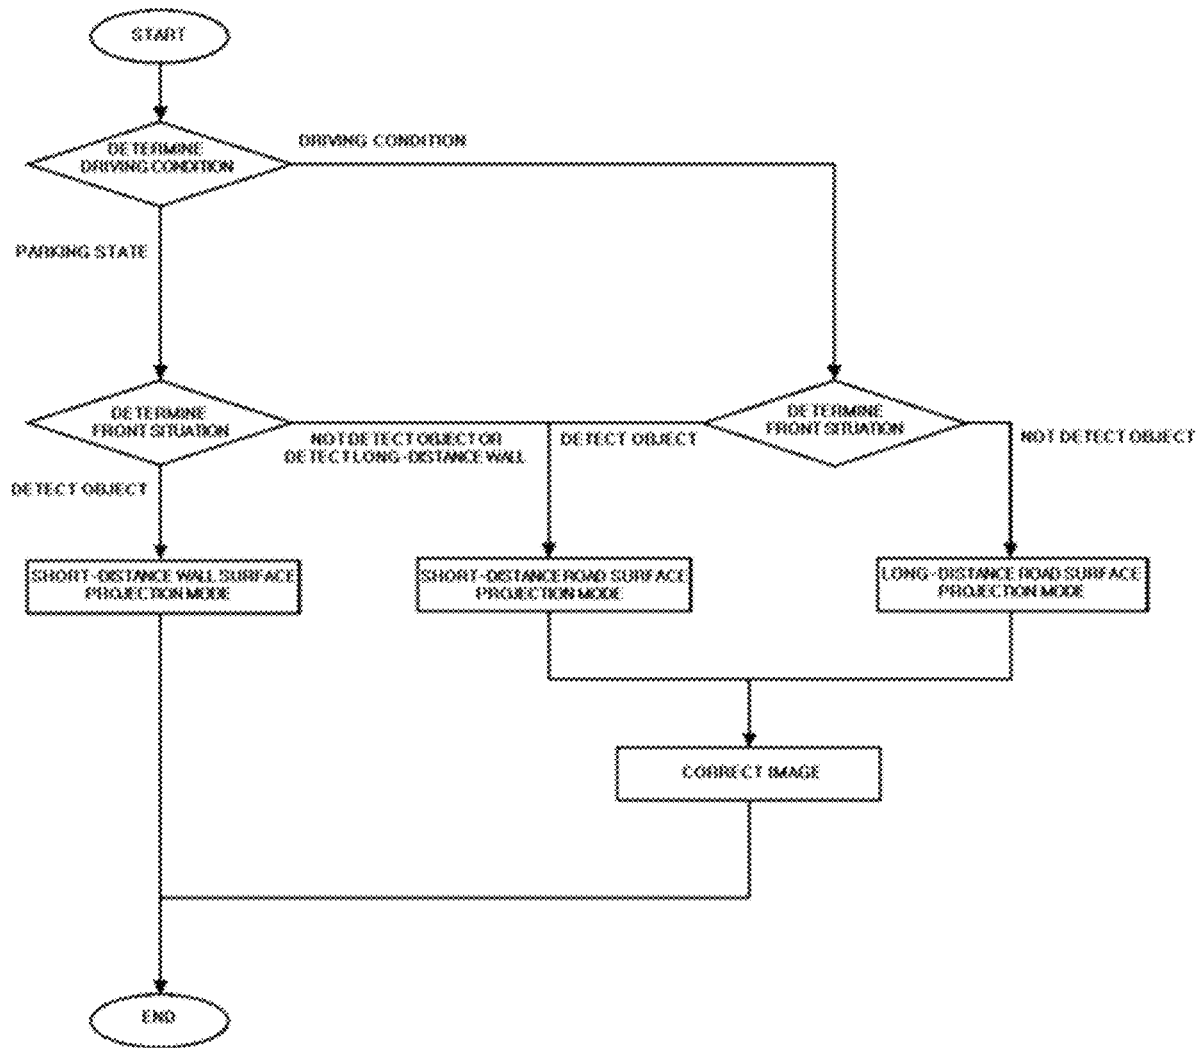 START
DETERMINE
DRIVING CONDITION
DRIVING CONDITION
PARKING STATE
DETERMINE
FRONT SITUATION
NOT DETECT OBJECT OR
DETECT LONG-DISTANCE WALL
DETECT OBJECT
DETERMINE
FRONT SITUATION
NOT DETECT OBJECT
DETECT OBJECT
SHORT-DISTANCE WALL SURFACE
PROJECTION MODE
SHORT-DISTANCE ROAD SURFACE
PROJECTION MODE
LONG-DISTANCE ROAD SURFACE
PROJECTION MODE
CORRECT IMAGE
END